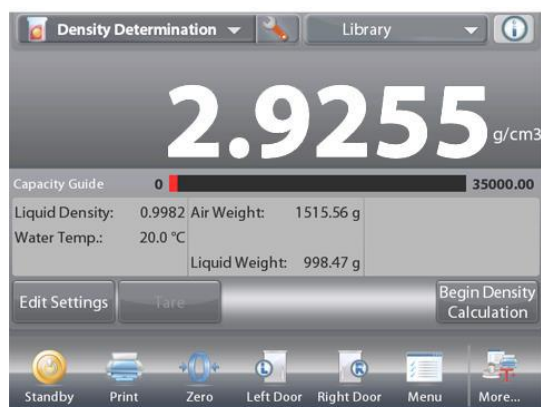 Density Determination Library
2.9255 g/cm3
Capacity Guide 0 35000.00
Liquid Density: 0.9982 Air Weight: 1515.56 g
Water Temp.: 20.0 °C
Liquid Weight: 998.47 g
Edit Settings Tare Begin Density
Calculation
Standby Print Zero Left Door Right Door Menu More...